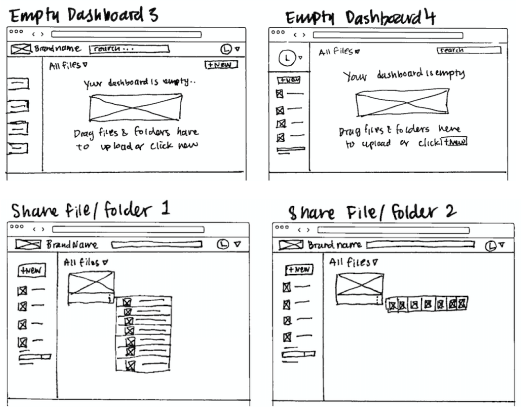 Empty Dashboard 3
Brand name search...
L
All files
+NEW
Your dashboard is empty..
Drag files & folders here
to upload or click new
Empty Dashboard 4
L
All files
search
+NEW
Your dashboard is empty
Drag files & folders here
to upload or click +New
Share file/folder 1
Brand Name
L
+NEW
All files
Share File/folder 2
Brand name
L
+NEW
All files